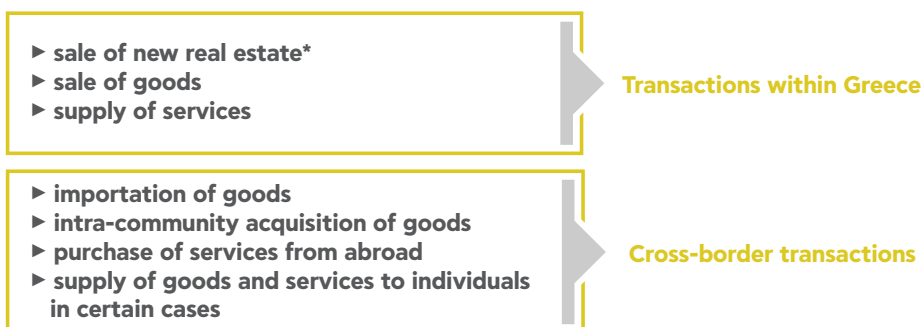 ► sale of new real estate*
► sale of goods
► supply of services
Transactions within Greece
► importation of goods
► intra-community acquisition of goods
► purchase of services from abroad
► supply of goods and services to individuals
in certain cases
Cross-border transactions